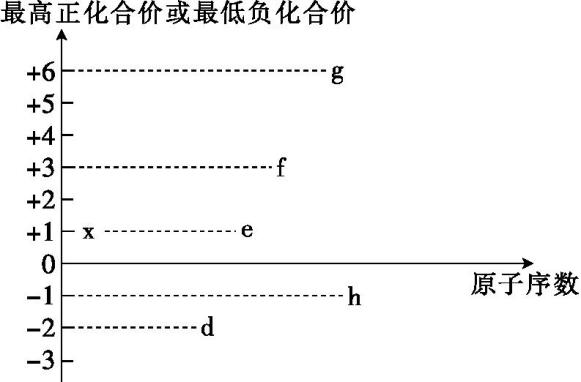 最高正化合价或最低负化合价
+6 g
+5
+4
+3 f
+2
+1 x e
0
原子序数
-1 h
-2 d
-3